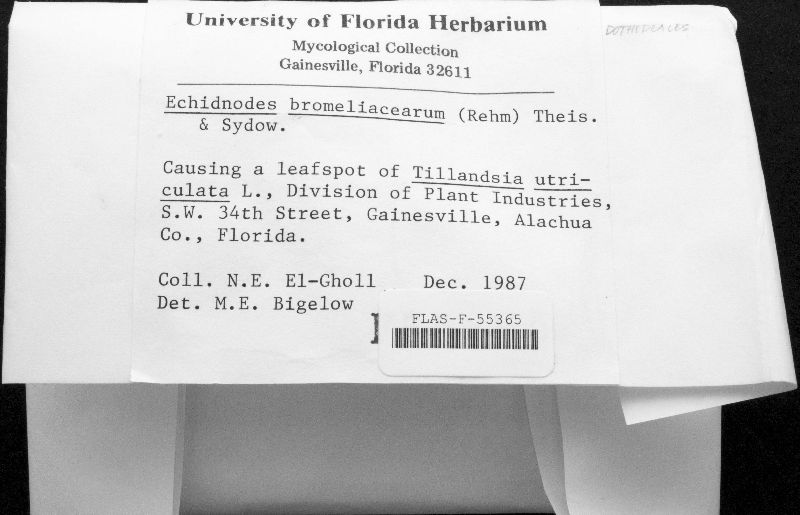 University of Florida Herbarium
DOTHIDEALES
Mycological Collection
Gainesville, Florida 32611
Echidnodes bromeliacearum (Rehm) Theis.
& Sydow.
Causing a leafspot of Tillandsia utri-
culata L., Division of Plant Industries,
S.W. 34th Street, Gainesville, Alachua
Co., Florida.
Coll. N.E. El-Gholl Dec. 1987
Det. M.E. Bigelow
FLAS-F-55365